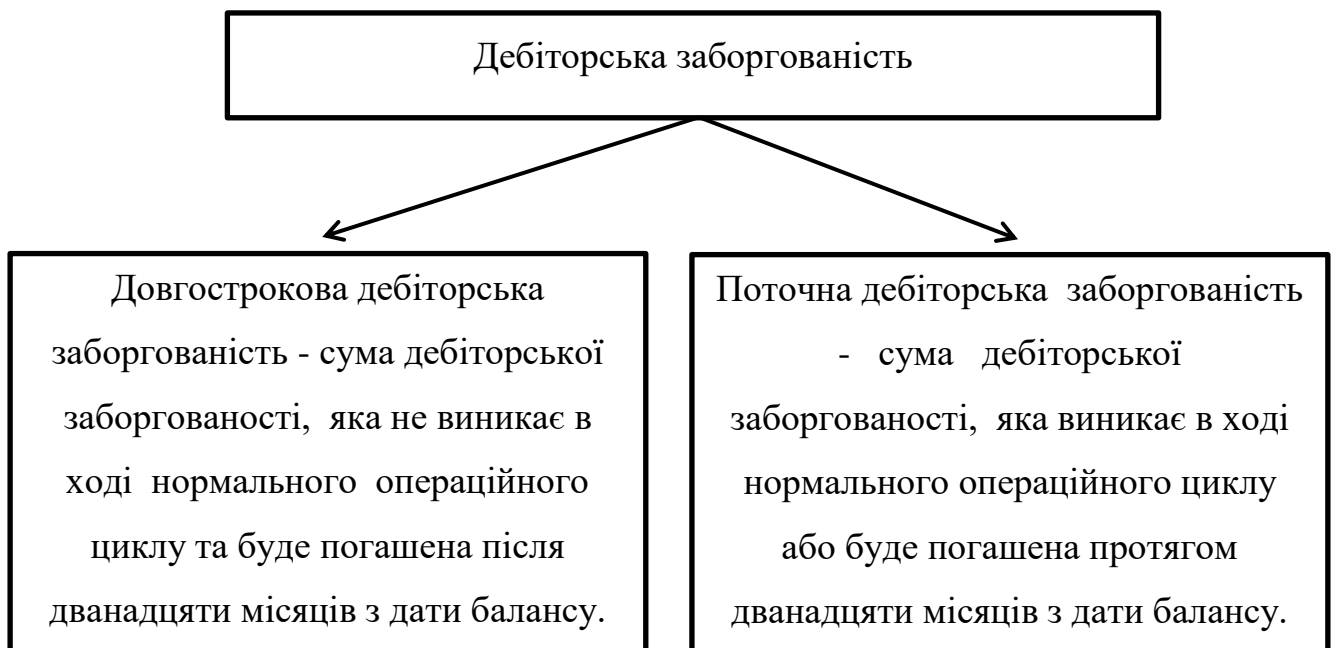 Дебіторська заборгованість
Довгострокова дебіторська
заборгованість - сума дебіторської
заборгованості, яка не виникає в
ході нормального операційного
циклу та буде погашена після
дванадцяти місяців з дати балансу.
Поточна дебіторська заборгованість
- сума дебіторської
заборгованості, яка виникає в ході
нормального операційного циклу
або буде погашена протягом
дванадцяти місяців з дати балансу.